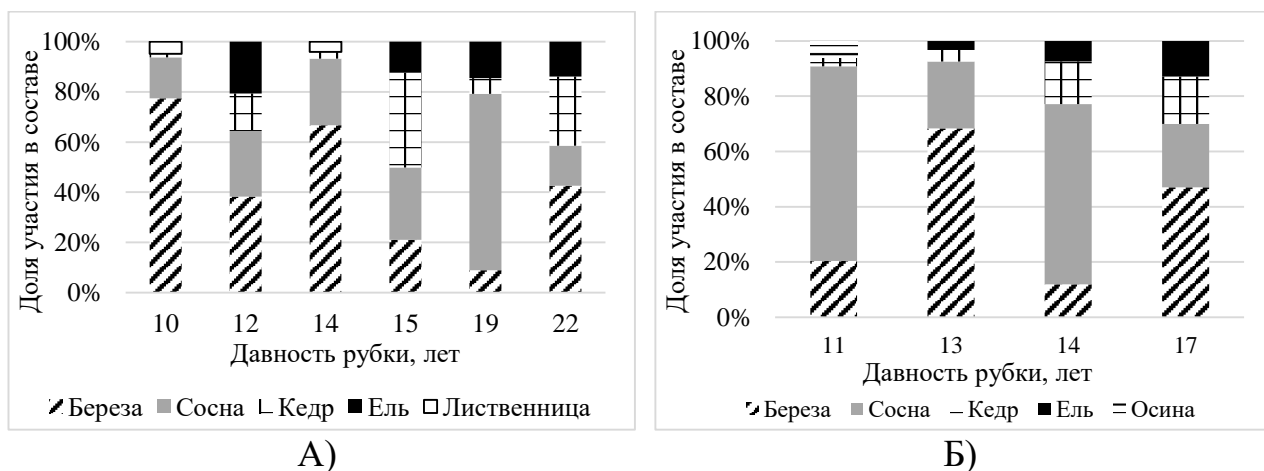 Доля участия в составе
100%
80%
60%
40%
20%
0%
10 12 14 15 19 22
Давность рубки, лет
Береза Сосна Кедр Ель Лиственница
А)
Доля участия в составе
100%
80%
60%
40%
20%
0%
11 13 14 17
Давность рубки, лет
Береза Сосна Кедр Ель Осина
Б)